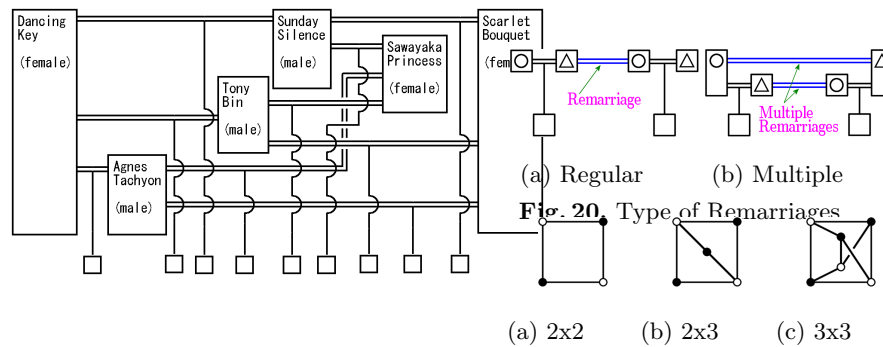 Dancing
Key
(female)
Sunday
Silence
(male)
Scarlet
Bouquet
Sawayaka
Princess
(female)
Tony
Bin
(male)
Agnes
Tachyon
(male)
Remarriage
Multiple
Remarriages
(a) Regular
(b) Multiple
Fig. 20. Type of Remarriages
(a) 2x2
(b) 2x3
(c) 3x3